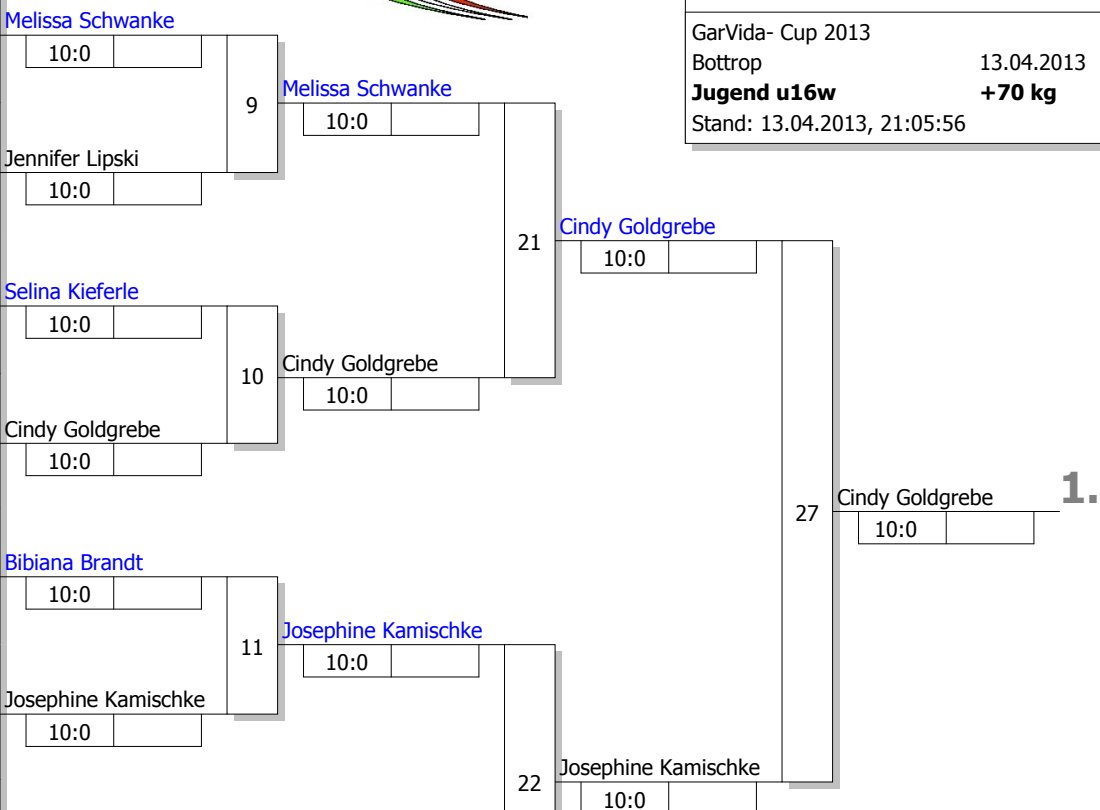 Melissa Schwanke
10:0
9
Jennifer Lipski
10:0
Melissa Schwanke
10:0
GarVida- Cup 2013
Bottrop 13.04.2013
Jugend u16w +70 kg
Stand: 13.04.2013, 21:05:56
21
Cindy Goldgrebe
10:0
Selina Kieferle
10:0
10
Cindy Goldgrebe
10:0
Cindy Goldgrebe
10:0
27
Cindy Goldgrebe 1.
10:0
Bibiana Brandt
10:0
11
Josephine Kamischke
10:0
Josephine Kamischke
10:0
22
Josephine Kamischke
10:0